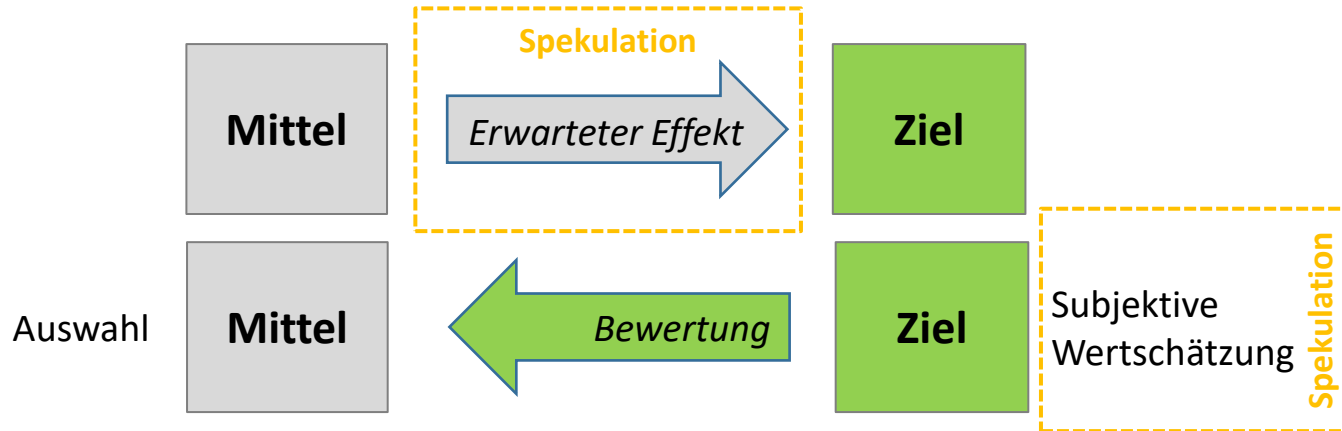 Spekulation
Mittel
Erwarteter Effekt
Ziel
Auswahl
Mittel
Bewertung
Ziel
Subjektive
Wertschätzung
Spekulation